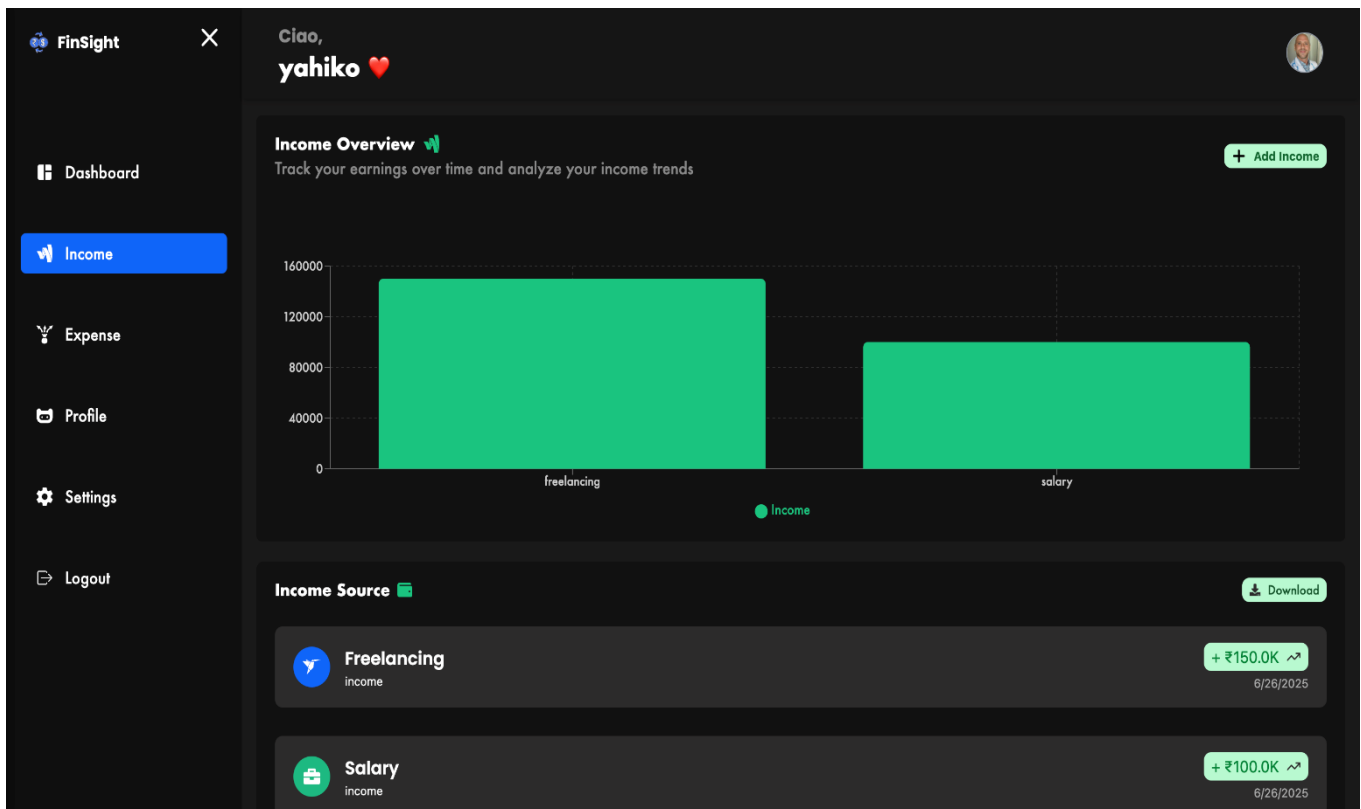 FinSight
Ciao,
yahiko ❤️
Dashboard
Income
Expense
Profile
Settings
Logout
Income Overview
Track your earnings over time and analyze your income trends
+ Add Income
160000
120000
80000
40000
0
freelancing
salary
Income
Income Source
Download
Freelancing
income
+ ₹150.0K
6/26/2025
Salary
income
+ ₹100.0K
6/26/2025